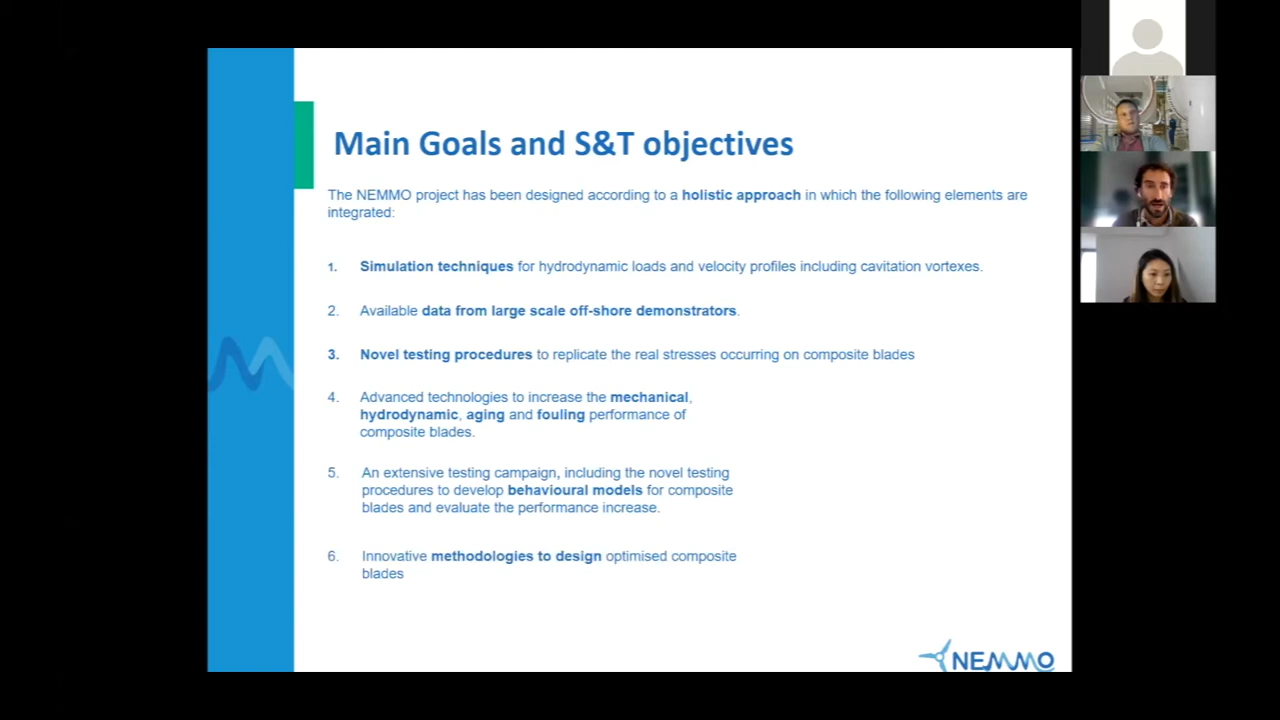 Main Goals and S&T objectives
The NEMMO project has been designed according to a holistic approach in which the following elements are
integrated:
1. Simulation techniques for hydrodynamic loads and velocity profiles including cavitation vortexes.
2. Available data from large scale off-shore demonstrators.
3. Novel testing procedures to replicate the real stresses occurring on composite blades
4. Advanced technologies to increase the mechanical,
hydrodynamic, aging and fouling performance of
composite blades.
5. An extensive testing campaign, including the novel testing
procedures to develop behavioural models for composite
blades and evaluate the performance increase.
6. Innovative methodologies to design optimised composite
blades
NEMMO